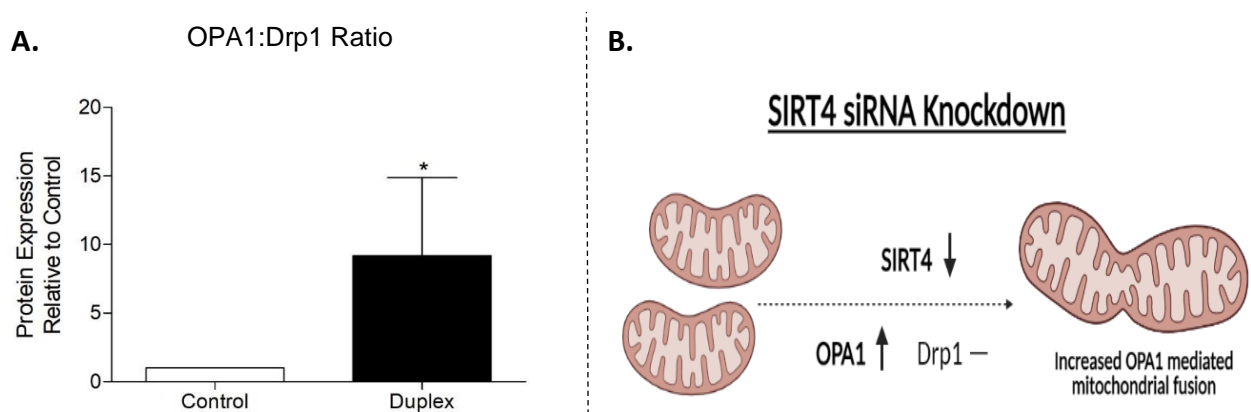 A.
OPA1:Drp1 Ratio
Protein Expression
Relative to Control
20
15
10
5
0
*
Control
Duplex
B.
SIRT4 siRNA Knockdown
SIRT4 ↓
OPA1 ↑ Drp1 —
Increased OPA1 mediated
mitochondrial fusion